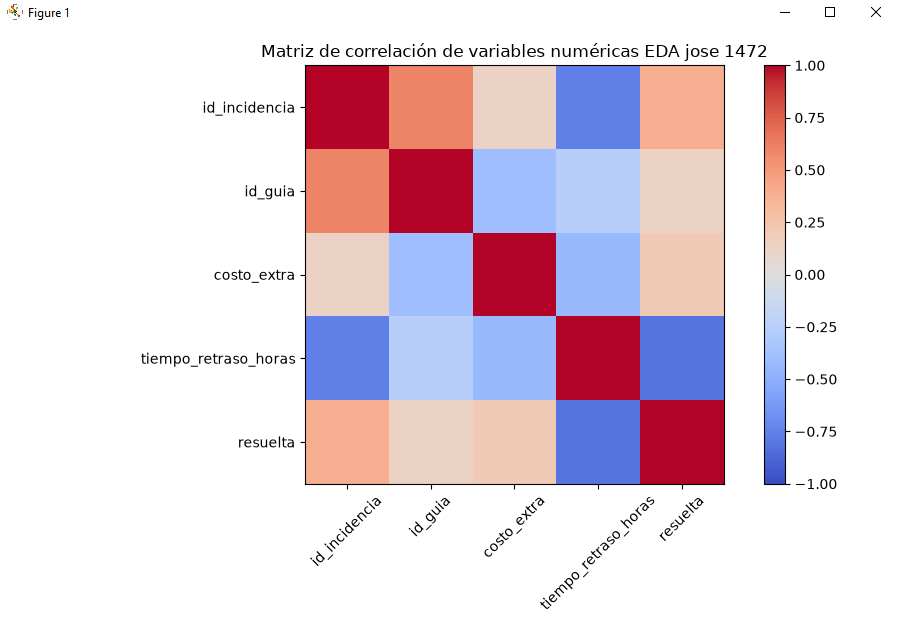 Figure 1
Matriz de correlación de variables numéricas EDA jose 1472
id_incidencia
id_guia
costo_extra
tiempo_retraso_horas
resuelta
id_incidencia
id_guia
costo_extra
tiempo_retraso_horas
resuelta
1.00
0.75
0.50
0.25
0.00
−0.25
−0.50
−0.75
−1.00